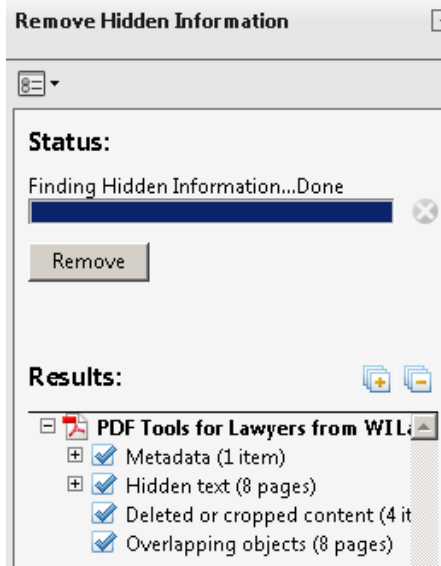 Remove Hidden Information
Status:
Finding Hidden Information...Done
Remove
Results:
PDF Tools for Lawyers from WI
Metadata (1 item)
Hidden text (8 pages)
Deleted or cropped content (4 it
Overlapping objects (8 pages)